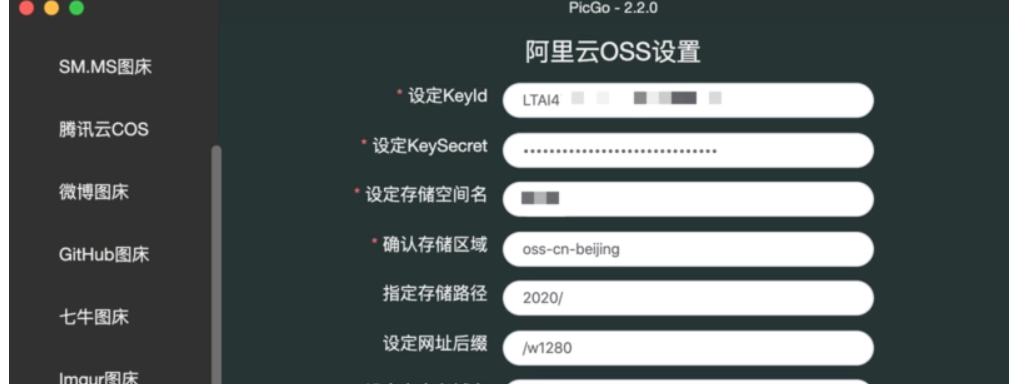 PicGo - 2.2.0
SM.MS图床
腾讯云COS
微博图床
GitHub图床
七牛图床
Imgur图床
阿里云OSS设置
* 设定KeyId
LTAI4
* 设定KeySecret
••••••••••••••••••••••••••••••
* 设定存储空间名
* 确认存储区域
oss-cn-beijing
指定存储路径
2020/
设定网址后缀
/w1280